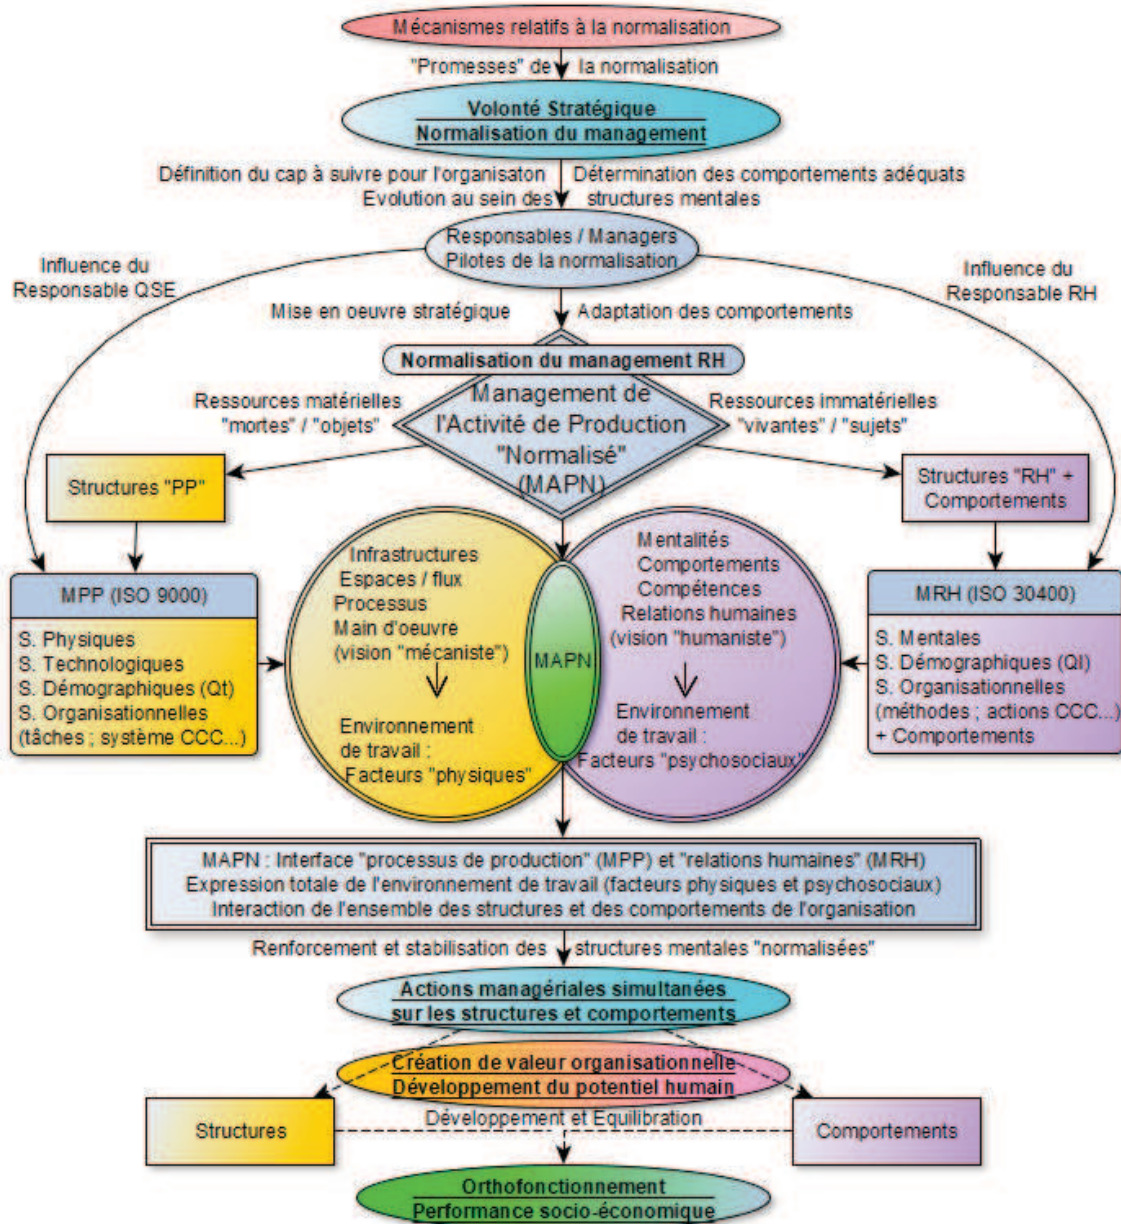 Mécanismes relatifs à la normalisation
"Promesses" de la normalisation
Volonté Stratégique
Normalisation du management
Définition du cap à suivre pour l'organisaton
Evolution au sein des
Détermination des comportements adéquats
structures mentales
Responsables / Managers
Pilotes de la normalisation
Influence du
Responsable QSE
Influence du
Responsable RH
Mise en oeuvre stratégique
Adaptation des comportements
Normalisation du management RH
Management de
l'Activité de Production
"Normalisé"
(MAPN)
Ressources matérielles
"mortes" / "objets"
Ressources immatérielles
"vivantes" / "sujets"
Structures "PP"
Structures "RH" +
Comportements
MPP (ISO 9000)
S. Physiques
S. Technologiques
S. Démographiques (Qt)
S. Organisationnelles
(tâches ; système CCC...)
Infrastructures
Espaces / flux
Processus
Main d'oeuvre
(vision "mécaniste")
Environnement
de travail :
Facteurs "physiques"
MAPN
Mentalités
Comportements
Compétences
Relations humaines
(vision "humaniste")
Environnement
de travail :
Facteurs "psychosociaux"
MRH (ISO 30400)
S. Mentales
S. Démographiques (Ql)
S. Organisationnelles
(méthodes ; actions CCC...)
+ Comportements
MAPN : Interface "processus de production" (MPP) et "relations humaines" (MRH)
Expression totale de l'environnement de travail (facteurs physiques et psychosociaux)
Interaction de l'ensemble des structures et des comportements de l'organisation
Renforcement et stabilisation des structures mentales "normalisées"
Actions managériales simultanées
sur les structures et comportements
Création de valeur organisationnelle
Développement du potentiel humain
Structures
Développement et Equilibration
Comportements
Orthofonctionnement
Performance socio-économique